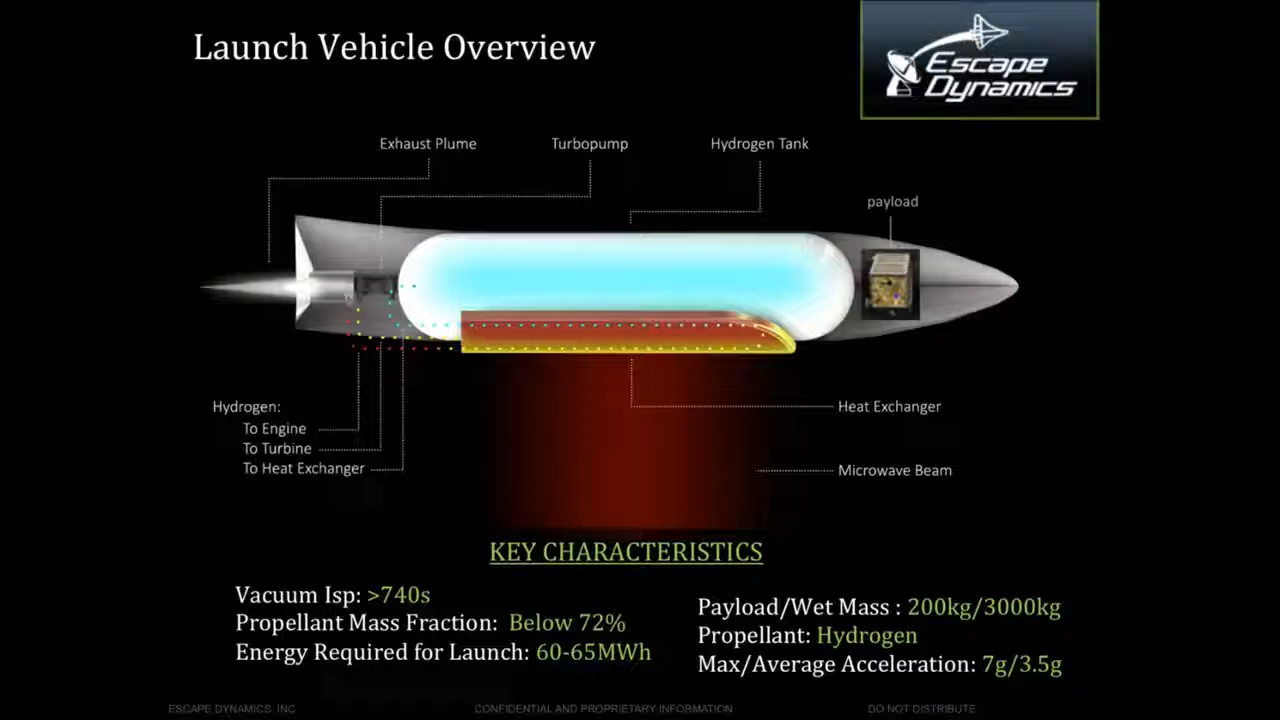 Launch Vehicle Overview
Escape
Dynamics
Exhaust Plume
Turbopump
Hydrogen Tank
payload
Hydrogen:
To Engine
To Turbine
To Heat Exchanger
Heat Exchanger
Microwave Beam
KEY CHARACTERISTICS
Vacuum Isp: >740s
Propellant Mass Fraction: Below 72%
Energy Required for Launch: 60-65MWh
Payload/Wet Mass : 200kg/3000kg
Propellant: Hydrogen
Max/Average Acceleration: 7g/3.5g
ESCAPE DYNAMICS, INC
CONFIDENTIAL AND PROPRIETARY INFORMATION
DO NOT DISTRIBUTE